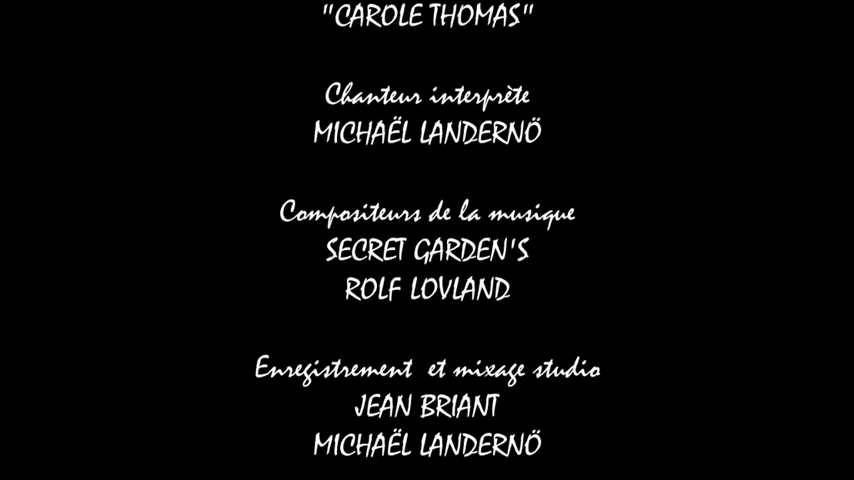 "CAROLE THOMAS"
Chanteur interprète
MICHAËL LANDERNÖ
Compositeurs de la musique
SECRET GARDEN'S
ROLF LOVLAND
Enregistrement et mixage studio
JEAN BRIANT
MICHAËL LANDERNÖ